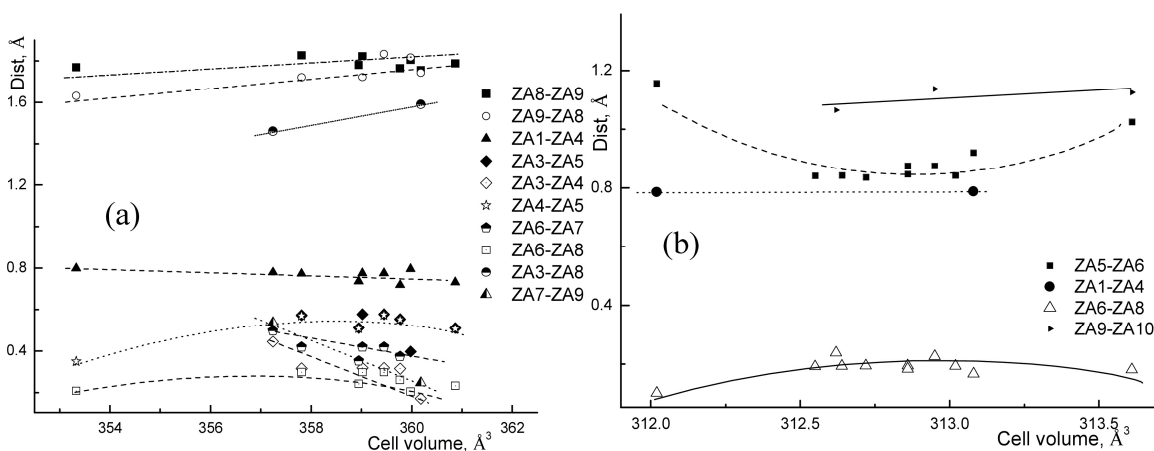 Dist, Å
1.6
1.2
0.8
0.4
(a)
ZA8-ZA9
ZA9-ZA8
ZA1-ZA4
ZA3-ZA5
ZA3-ZA4
ZA4-ZA5
ZA6-ZA7
ZA6-ZA8
ZA3-ZA8
ZA7-ZA9
354 356 358 360 362
Cell volume, Å³
Dist, Å
1.2
0.8
0.4
(b)
ZA5-ZA6
ZA1-ZA4
ZA6-ZA8
ZA9-ZA10
312.0 312.5 313.0 313.5
Cell volume, Å³